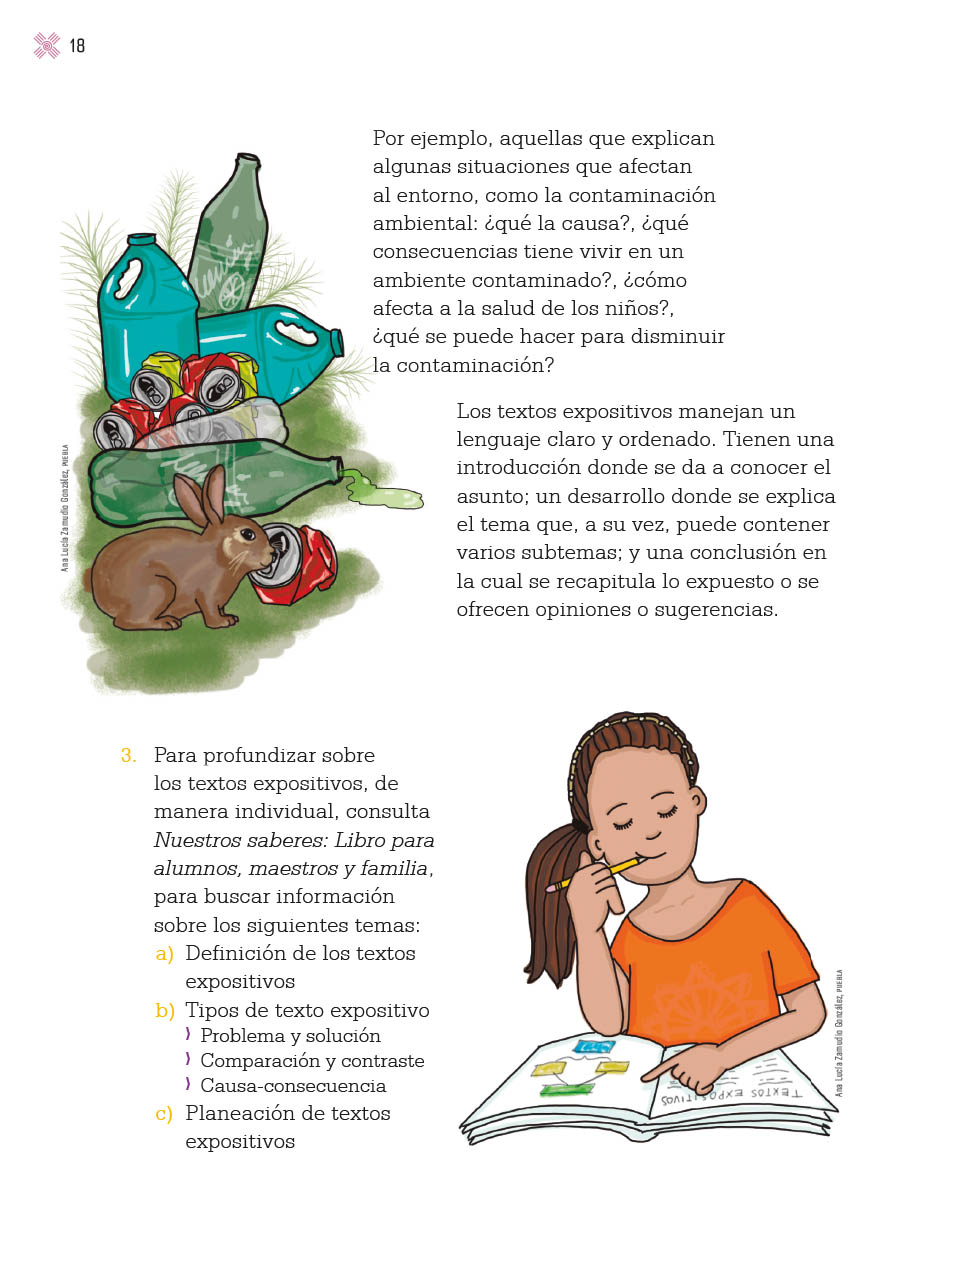 18
Por ejemplo, aquellas que explican
algunas situaciones que afectan
al entorno, como la contaminación
ambiental: ¿qué la causa?, ¿qué
consecuencias tiene vivir en un
ambiente contaminado?, ¿cómo
afecta a la salud de los niños?,
¿qué se puede hacer para disminuir
la contaminación?
Los textos expositivos manejan un
lenguaje claro y ordenado. Tienen una
introducción donde se da a conocer el
asunto; un desarrollo donde se explica
el tema que, a su vez, puede contener
varios subtemas; y una conclusión en
la cual se recapitula lo expuesto o se
ofrecen opiniones o sugerencias.
Ana Lucía Zamudio González, PUEBLA
3. Para profundizar sobre
los textos expositivos, de
manera individual, consulta
Nuestros saberes: Libro para
alumnos, maestros y familia,
para buscar información
sobre los siguientes temas:
a) Definición de los textos
expositivos
b) Tipos de texto expositivo
Problema y solución
Comparación y contraste
Causa-consecuencia
c) Planeación de textos
expositivos
TEXTOS EXPOSITIVOS
Ana Lucía Zamudio González, PUEBLA